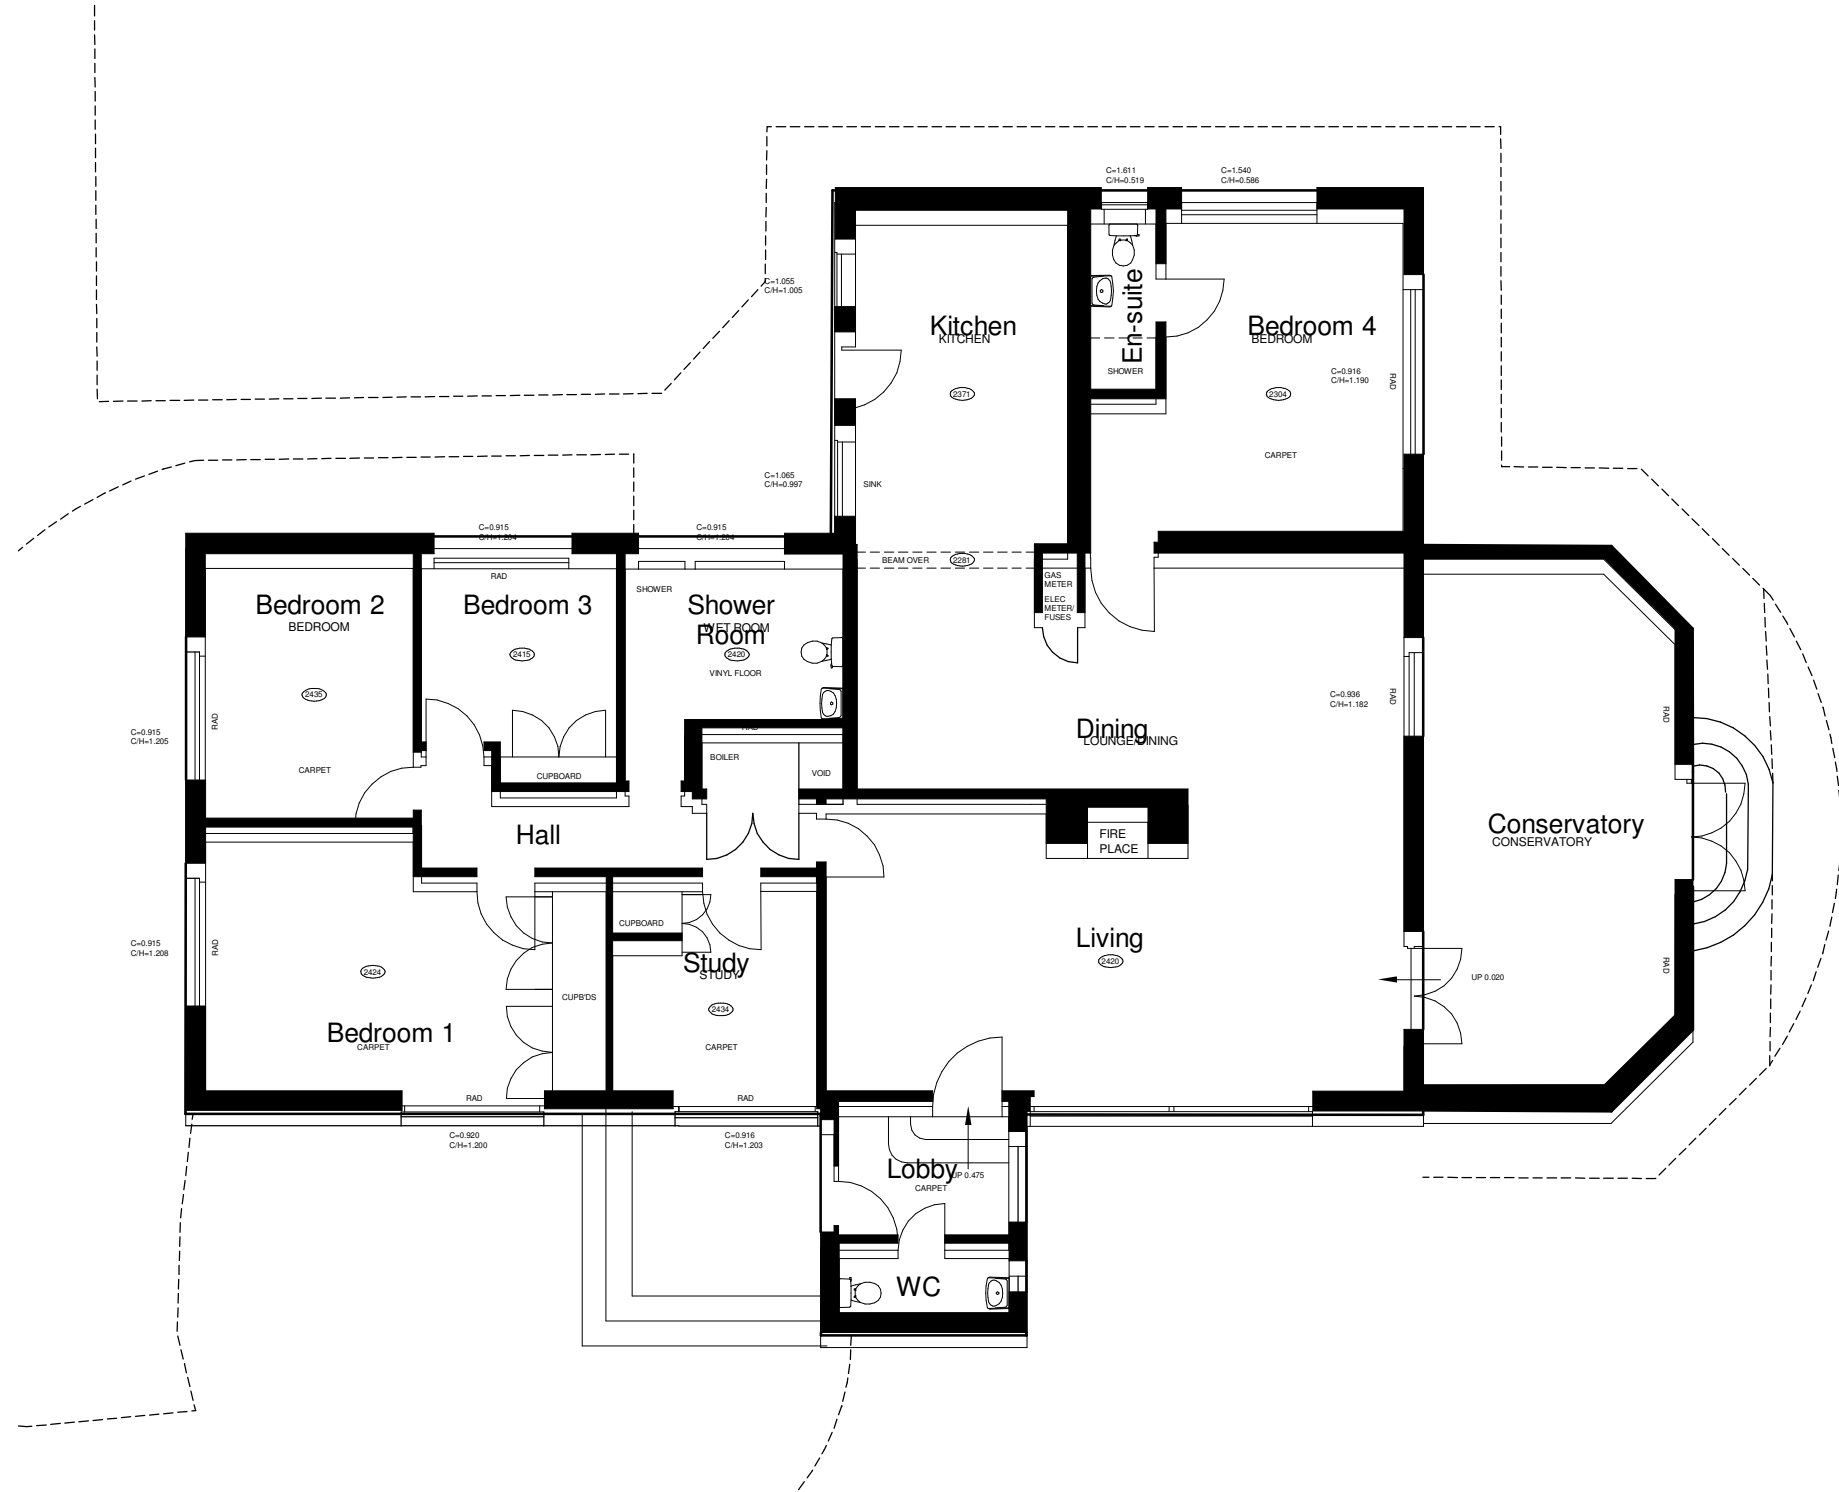 C=1.611
C/H=0.519
C=1.540
C/H=0.586
C=1.055
C/H=1.005
Kitchen
KITCHEN
2371
En-suite
SHOWER
Bedroom 4
BEDROOM
2304
C=0.916
C/H=1.190
RAD
CARPET
C=1.065
C/H=0.997
SINK
C=0.915
C/H=1.204
C=0.915
C/H=1.204
BEAM OVER
2281
GAS
METER
ELEC
METER/
FUSES
RAD
SHOWER
Bedroom 2
BEDROOM
2435
RAD
CARPET
C=0.915
C/H=1.205
Bedroom 3
2415
CUPBOARD
Shower
Room
WET ROOM
2420
VINYL FLOOR
RAD
BOILER
VOID
Dining
LOUNGE/DINING
C=0.936
C/H=1.182
RAD
RAD
Hall
FIRE
PLACE
Conservatory
CONSERVATORY
RAD
C=0.915
C/H=1.208
RAD
2424
Bedroom 1
CARPET
CUPB'DS
CUPBOARD
Study
STUDY
2434
CARPET
Living
2420
UP 0.020
RAD
RAD
C=0.920
C/H=1.200
C=0.916
C/H=1.203
Lobby
UP 0.475
CARPET
WC